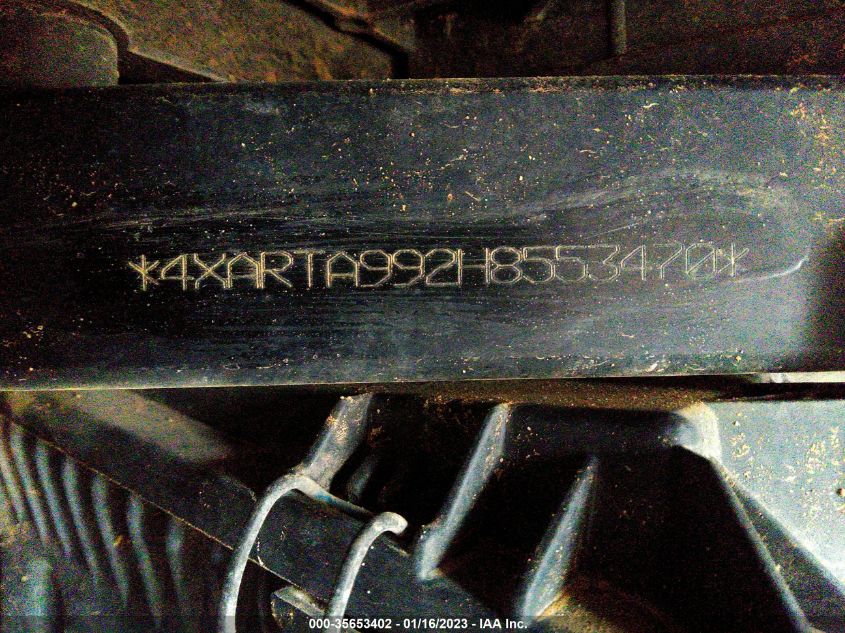 *4XARTA992H8553470*
000-35653402 - 01/16/2023 - IAA Inc.